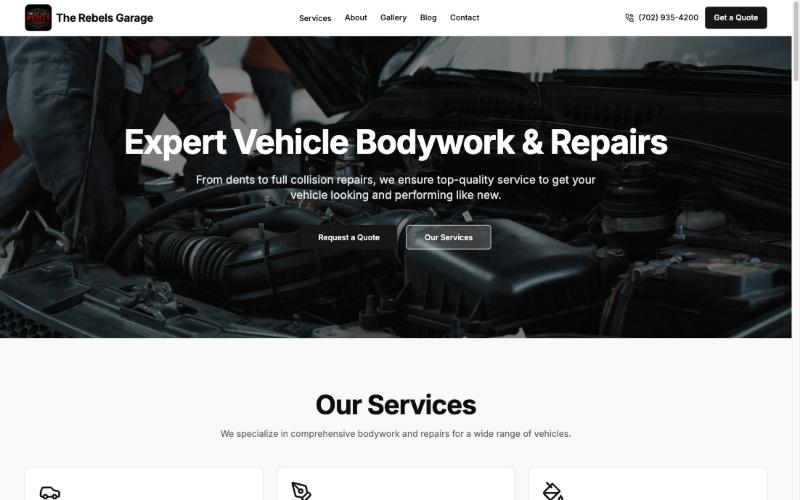 The Rebels Garage
Services
About
Gallery
Blog
Contact
(702) 935-4200
Get a Quote
Expert Vehicle Bodywork & Repairs
From dents to full collision repairs, we ensure top-quality service to get your
vehicle looking and performing like new.
Request a Quote
Our Services
Our Services
We specialize in comprehensive bodywork and repairs for a wide range of vehicles.